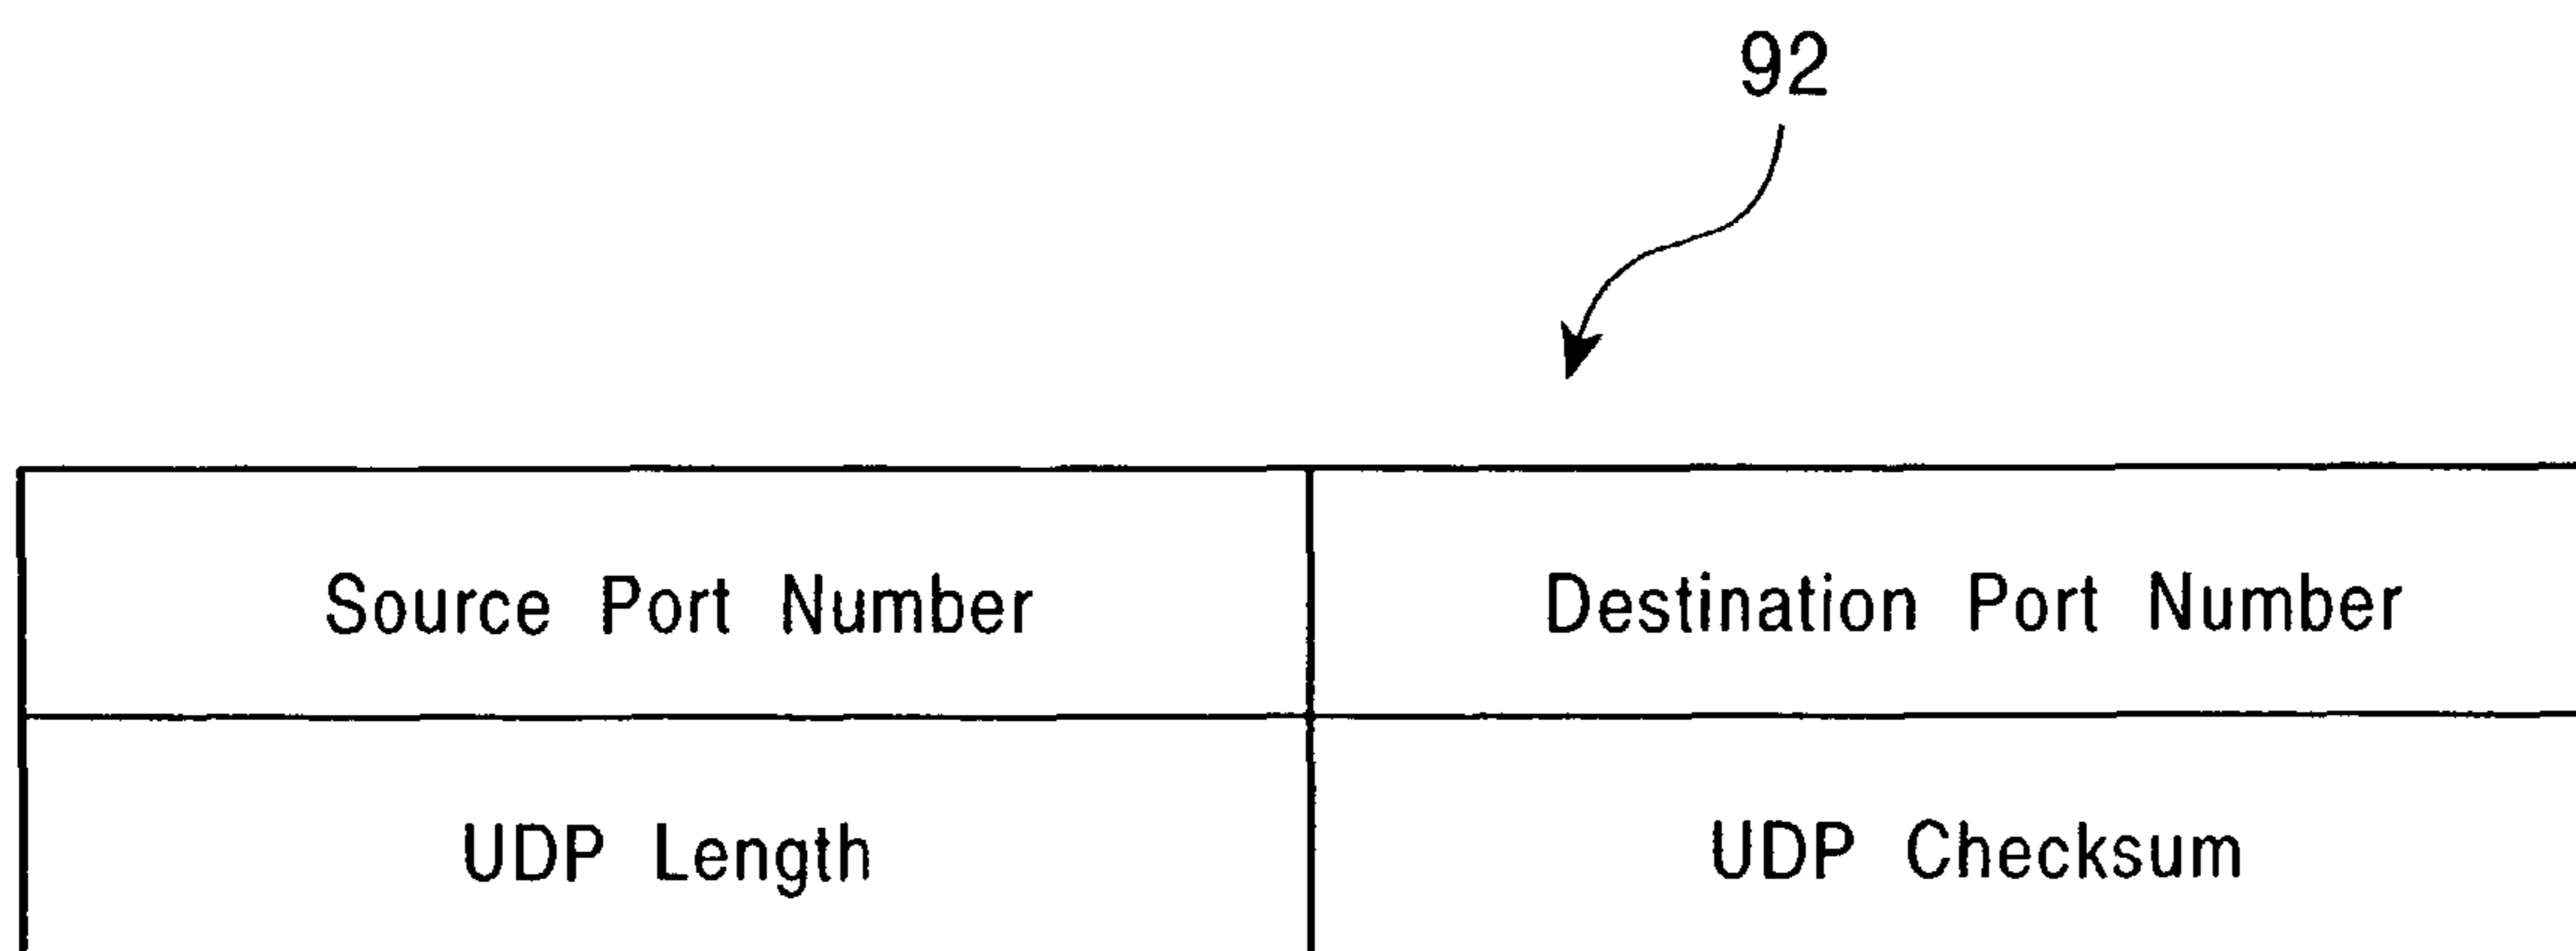 92
Source Port Number
Destination Port Number
UDP Length
UDP Checksum